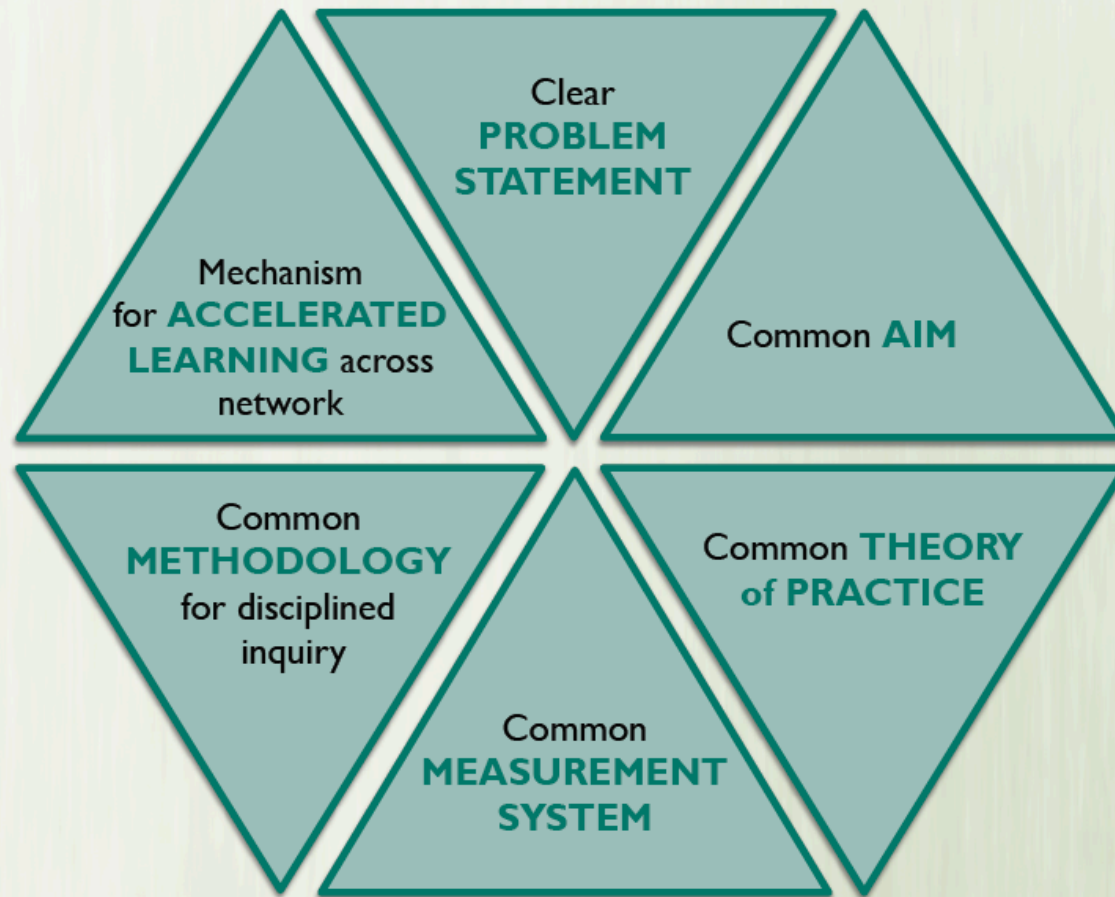 Clear
PROBLEM
STATEMENT
Mechanism
for ACCELERATED
LEARNING across
network
Common AIM
Common
METHODOLOGY
for disciplined
inquiry
Common THEORY
of PRACTICE
Common
MEASUREMENT
SYSTEM